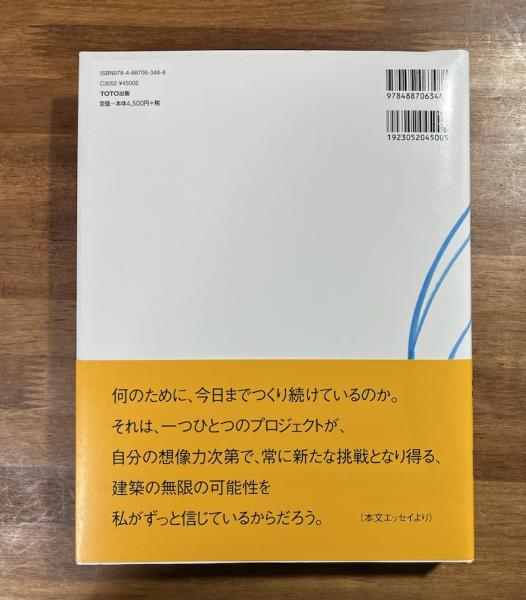 ISBN978-4-88706-348-8
C3052 ¥4500E
TOTO出版
定価=本体4,500円+税
978488706348
1923052045005
何のために、今日までつくり続けているのか。
それは、一つひとつのプロジェクトが、
自分の想像力次第で、常に新たな挑戦となり得る、
建築の無限の可能性を
私がずっと信じているからだろう。
(本文エッセイより)